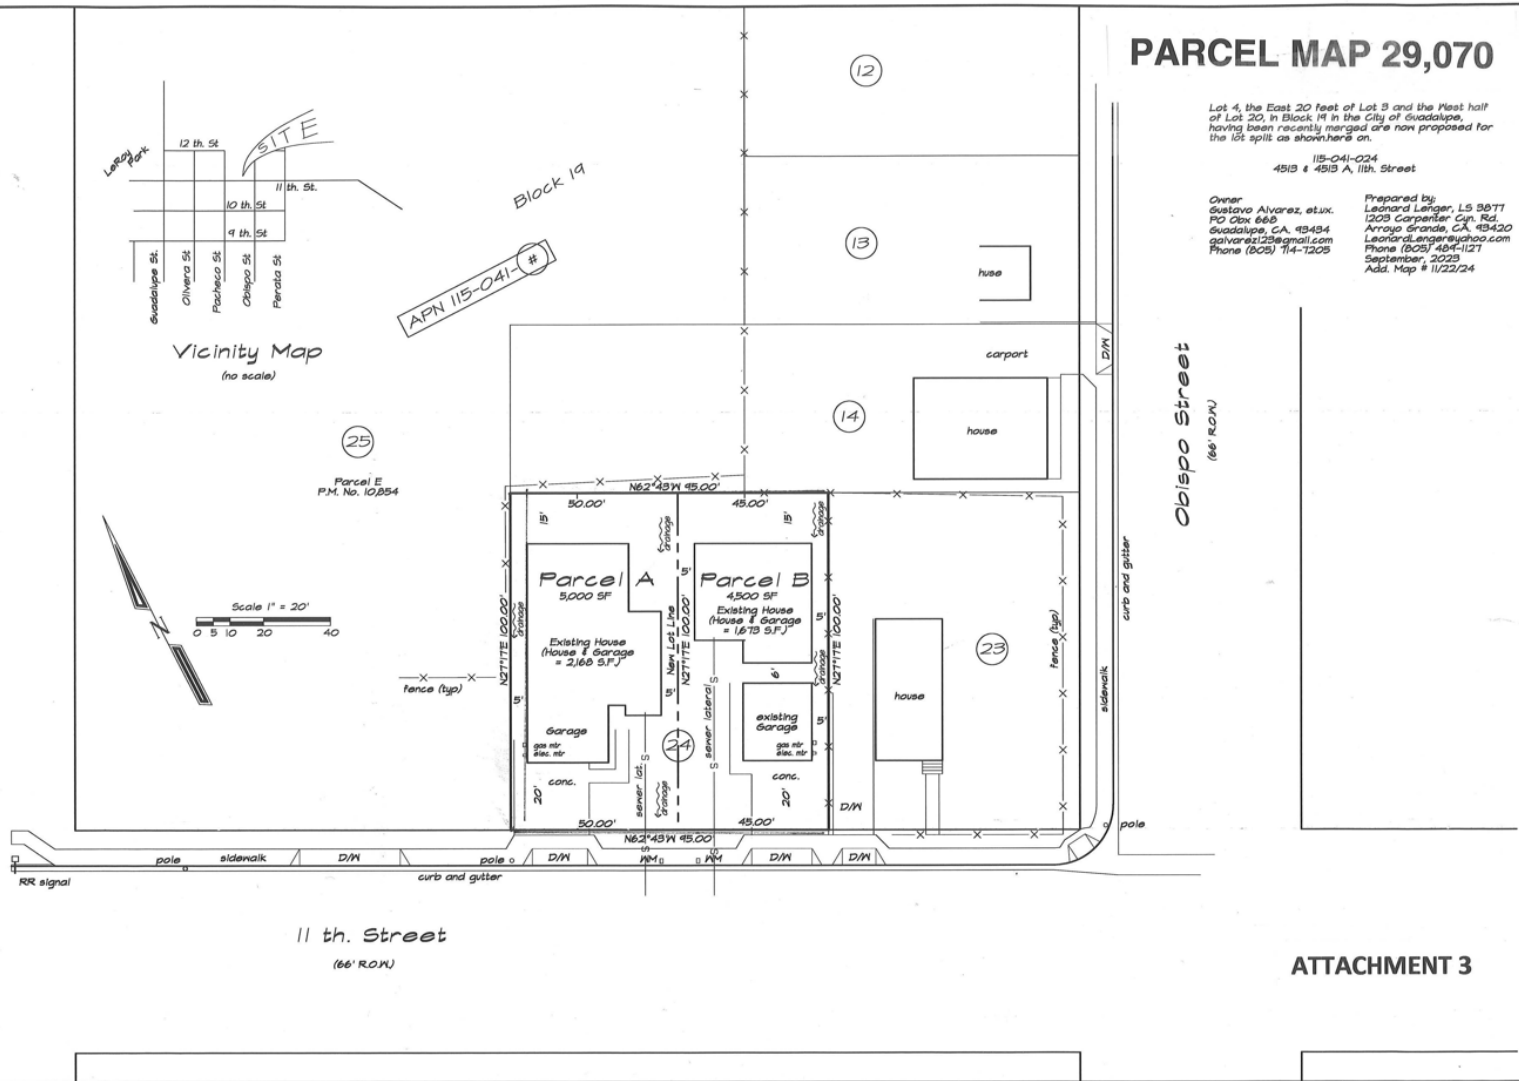 PARCEL MAP 29,070
Lot 4, the East 20 feet of Lot 3 and the West half
of Lot 20, in Block 19 in the City of Guadalupe,
having been recently merged are now proposed for
the lot split as shown here on.
115-041-024
4513 & 4513 A, 11th. Street
Owner
Gustavo Alvarez, et.ux.
PO Obx 668
Guadalupe, CA. 93434
galvarez123@gmail.com
Phone (805) 714-7205
Prepared by:
Leonard Lenger, LS 3877
1203 Carpenter Cyn. Rd.
Arroyo Grande, CA. 93420
LeonardLenger@yahoo.com
Phone (805) 489-1127
September, 2023
Add. Map # 11/22/24
SITE
LeRoy Park
12 th. St
11 th. St.
10 th. St
9 th. St
Guadalupe St.
Olivera St
Pacheco St
Obispo St
Perata St
Vicinity Map
(no scale)
Block 19
APN 115-041-#
12
13
huse
carport
D/W
14
house
Obispo Street
(66' R.O.W.)
25
Parcel E
P.M. No. 10,854
N
Scale 1" = 20'
0 5 10 20 40
fence (typ)
N62°43'W 95.00'
50.00'
45.00'
15'
drainage
15'
drainage
Parcel A
5,000 SF
Existing House
(House & Garage
= 2,168 S.F.)
Garage
gas mtr
elec. mtr
conc.
20'
5'
drainage
N27°17'E 100.00'
5'
New Lot Line
N27°17'E 100.00'
5'
24
sewer lat.
S
drainage
Parcel B
4,500 SF
Existing House
(House & Garage
= 1,673 S.F.)
6'
existing
Garage
gas mtr
elec. mtr
conc.
20'
sewer lateral
S
S
5'
drainage
5'
N27°17'E 100.00'
50.00'
45.00'
N62°43'W 95.00'
house
23
fence (typ)
sidewalk
curb and gutter
D/W
pole
pole
sidewalk
D/W
pole
D/W
S
WM
S
WM
D/W
D/W
RR signal
curb and gutter
11 th. Street
(66' R.O.W.)
ATTACHMENT 3